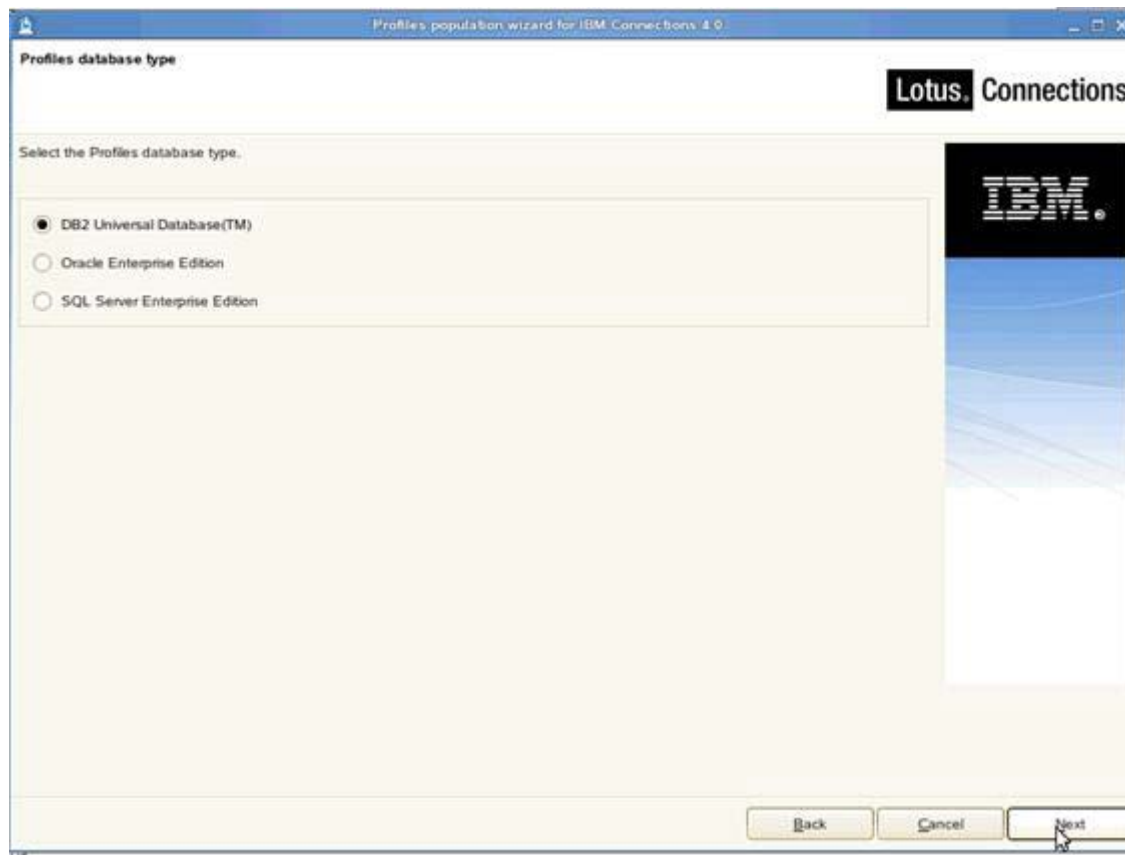 Profiles population wizard for IBM Connections 4.0
Profiles database type
Lotus. Connections
Select the Profiles database type.
IBM.
DB2 Universal Database(TM)
Oracle Enterprise Edition
SQL Server Enterprise Edition
Back
Cancel
Next